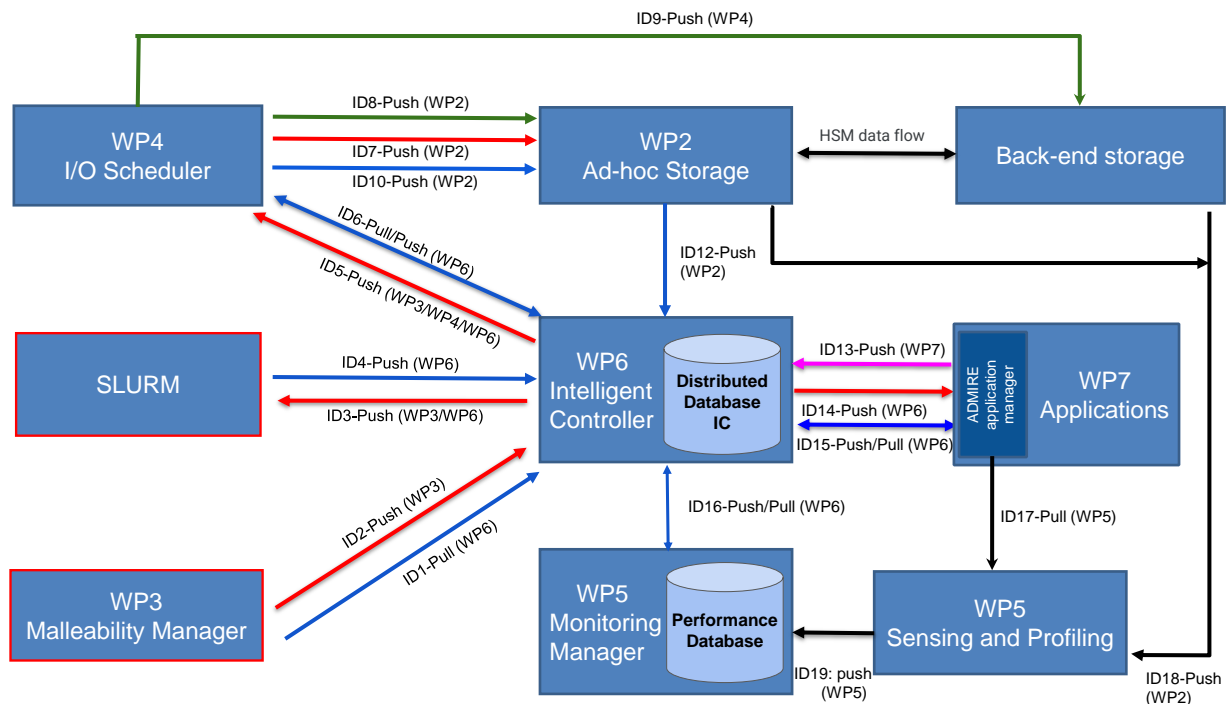 ID9-Push (WP4)
WP4
I/O Scheduler
ID8-Push (WP2)
ID7-Push (WP2)
ID10-Push (WP2)
WP2
Ad-hoc Storage
HSM data flow
Back-end storage
ID6-Pull/Push (WP6)
ID5-Push (WP3/WP4/WP6)
ID12-Push
(WP2)
SLURM
ID4-Push (WP6)
ID3-Push (WP3/WP6)
WP6
Intelligent
Controller
Distributed
Database
IC
ID13-Push (WP7)
ID14-Push (WP6)
ID15-Push/Pull (WP6)
ADMIRE
application
manager
WP7
Applications
ID2-Push (WP3)
ID1-Pull (WP6)
ID16-Push/Pull (WP6)
ID17-Pull (WP5)
WP3
Malleability Manager
WP5
Monitoring
Manager
Performance
Database
WP5
Sensing and Profiling
ID19: push
(WP5)
ID18-Push
(WP2)